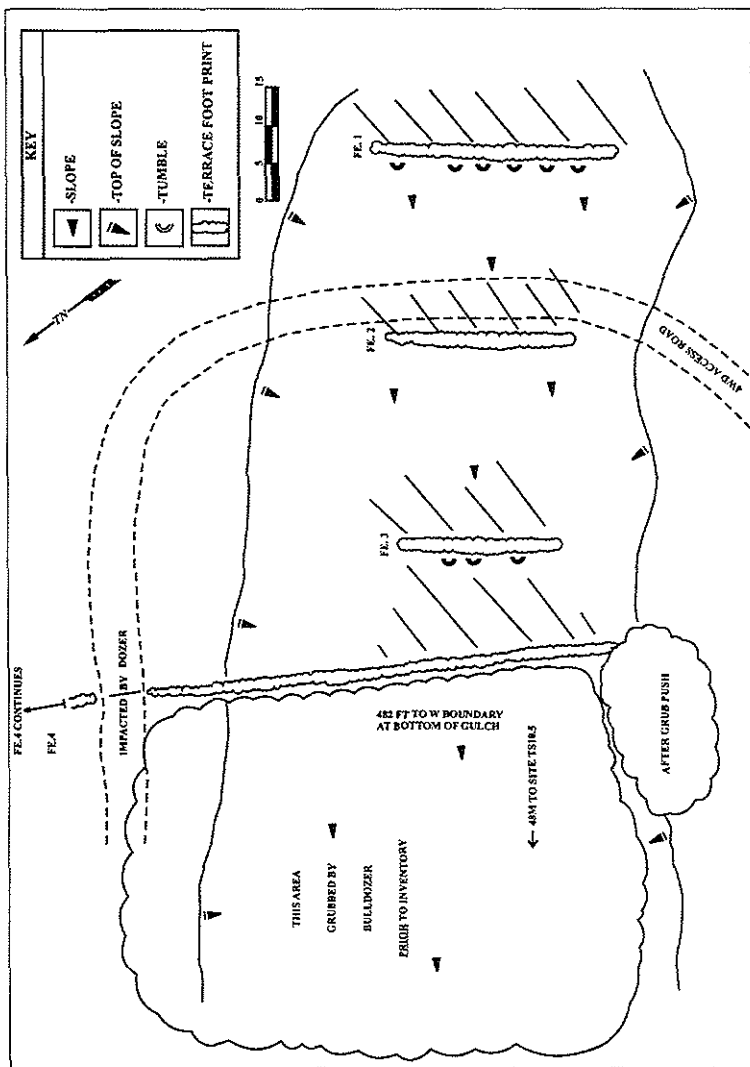 KEY
-SLOPE
-TOP OF SLOPE
-TUMBLE
-TERRACE FOOT PRINT
0 5 10 15
TN
FE. 1
FE. 2
4WD ACCESS ROAD
FE. 3
FE.4 CONTINUES
FE.4
IMPACTED BY DOZER
482 FT TO W BOUNDARY
AT BOTTOM OF GULCH
48M TO SITE TS10.5
AFTER GRUB PUSH
THIS AREA
GRUBBED BY
BULLDOZER
PRIOR TO INVENTORY